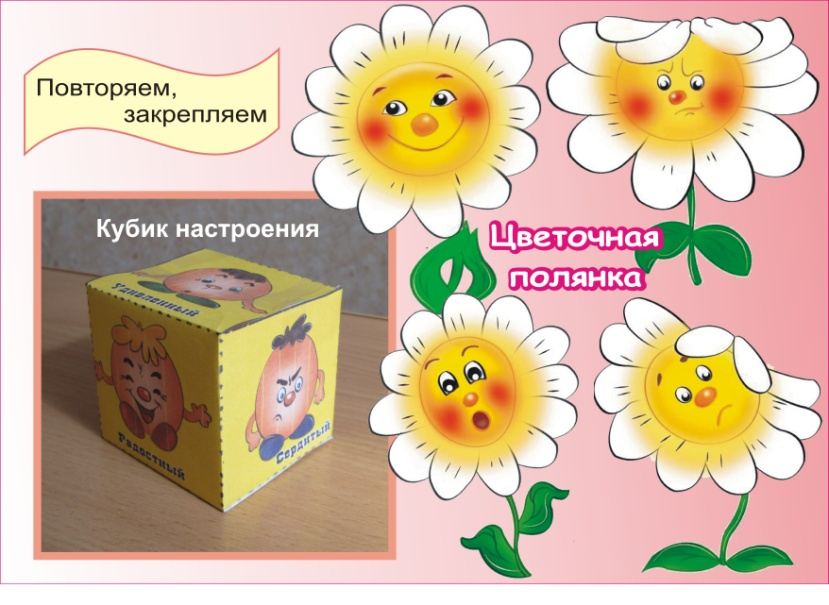 Повторяем,
закрепляем
Кубик настроения
Удивленный
Радостный
Сердитый
Цветочная
полянка